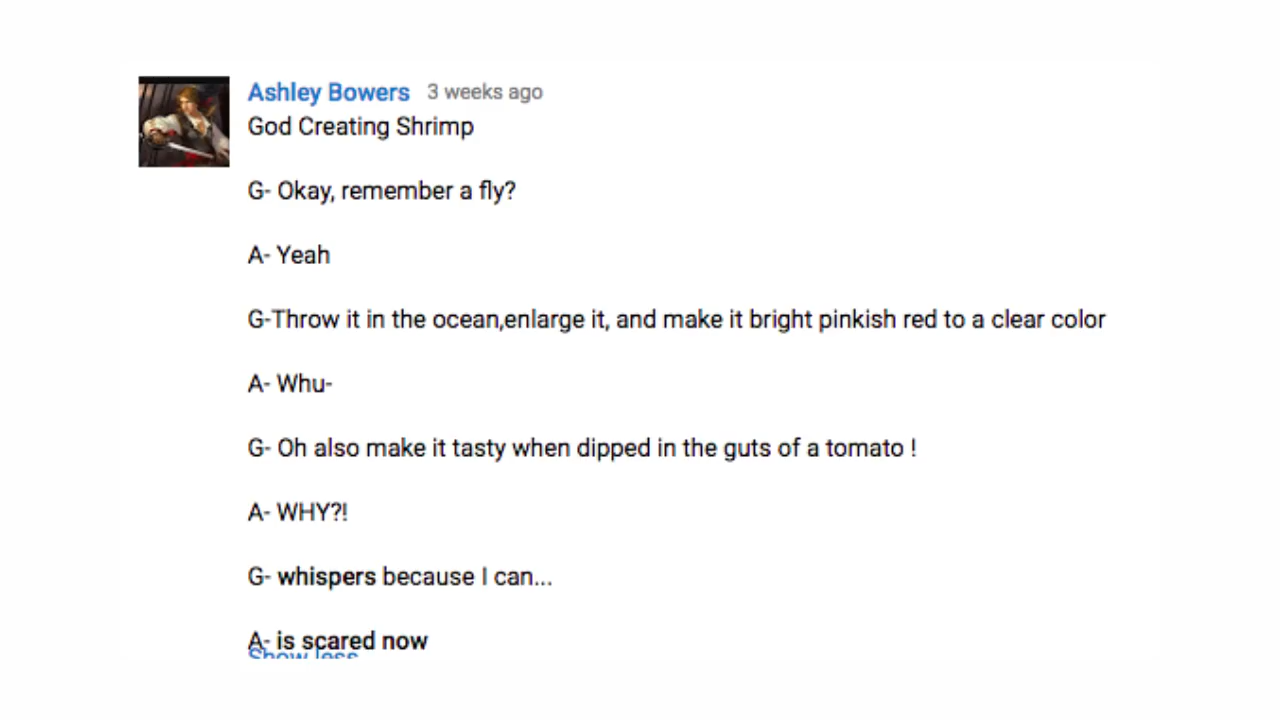 Ashley Bowers 3 weeks ago
God Creating Shrimp
G- Okay, remember a fly?
A- Yeah
G-Throw it in the ocean,enlarge it, and make it bright pinkish red to a clear color
A- Whu-
G- Oh also make it tasty when dipped in the guts of a tomato !
A- WHY?!
G- whispers because I can...
A- is scared now
Show less